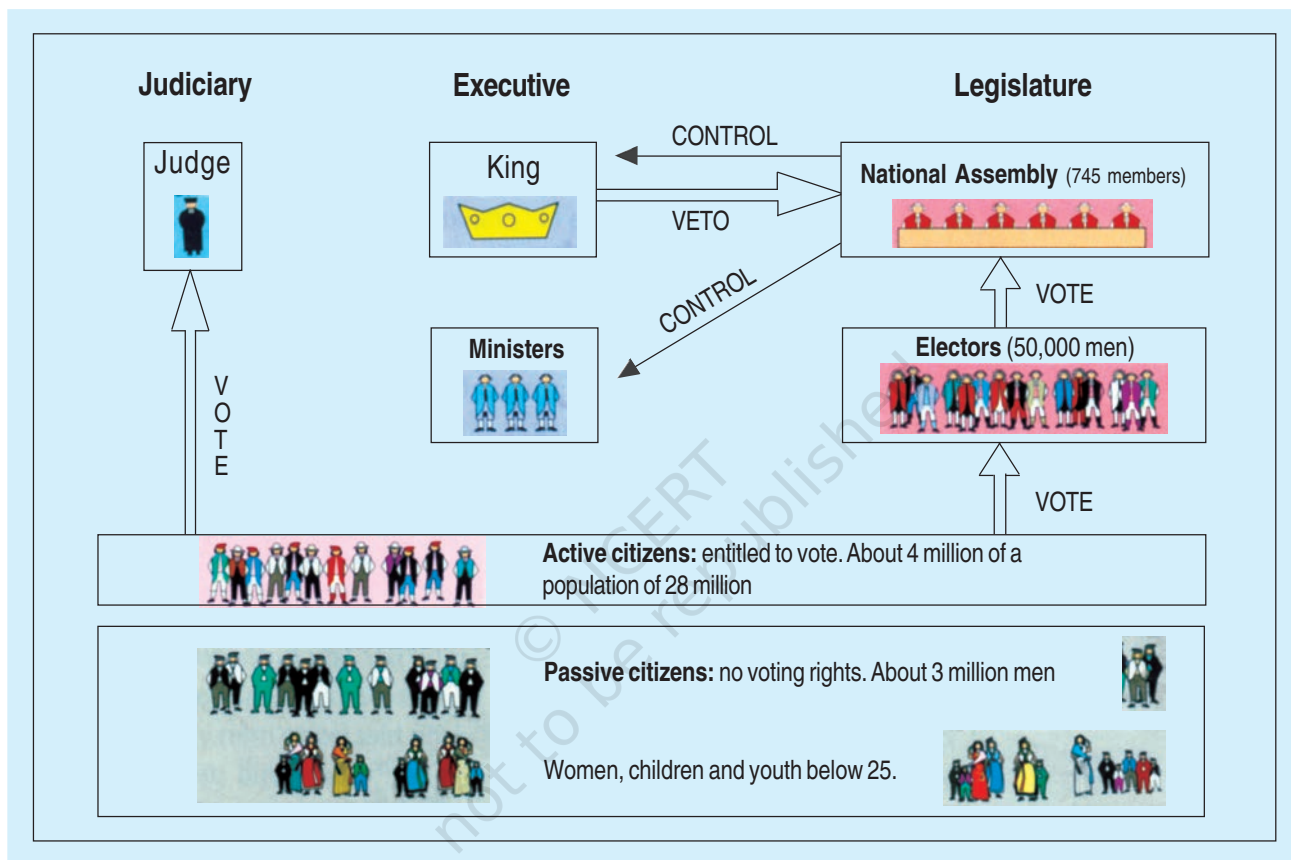 Judiciary
Executive
Legislature
Judge
King
CONTROL
VETO
National Assembly (745 members)
CONTROL
VOTE
Ministers
Electors (50,000 men)
VOTE
VOTE
Active citizens: entitled to vote. About 4 million of a
population of 28 million
Passive citizens: no voting rights. About 3 million men
Women, children and youth below 25.
© NCERT
not to be republished